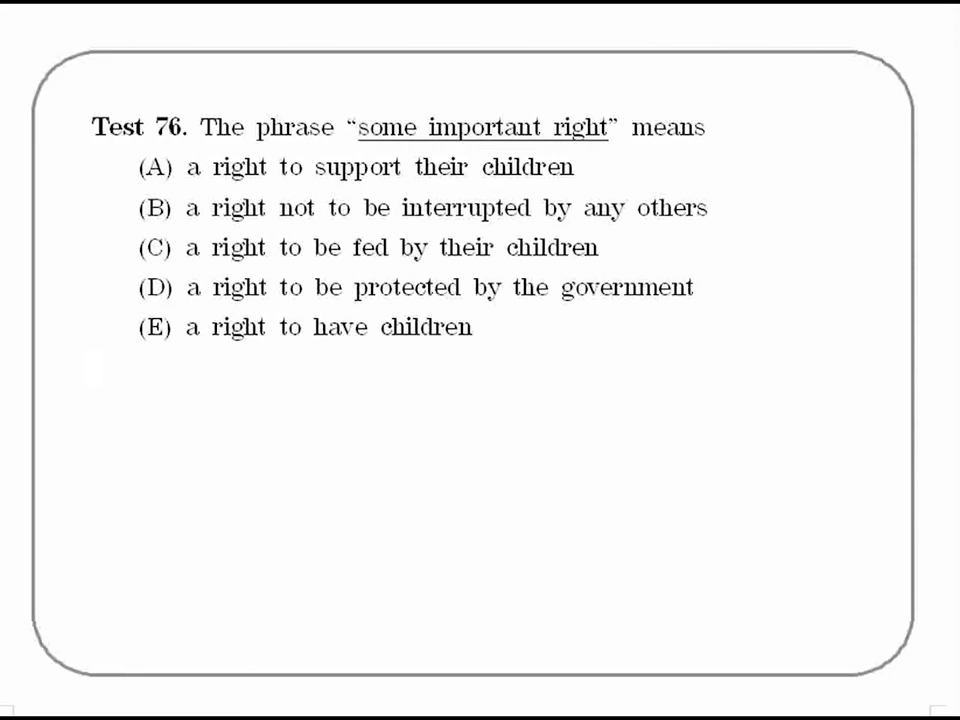 Test 76. The phrase “some important right” means
(A) a right to support their children
(B) a right not to be interrupted by any others
(C) a right to be fed by their children
(D) a right to be protected by the government
(E) a right to have children